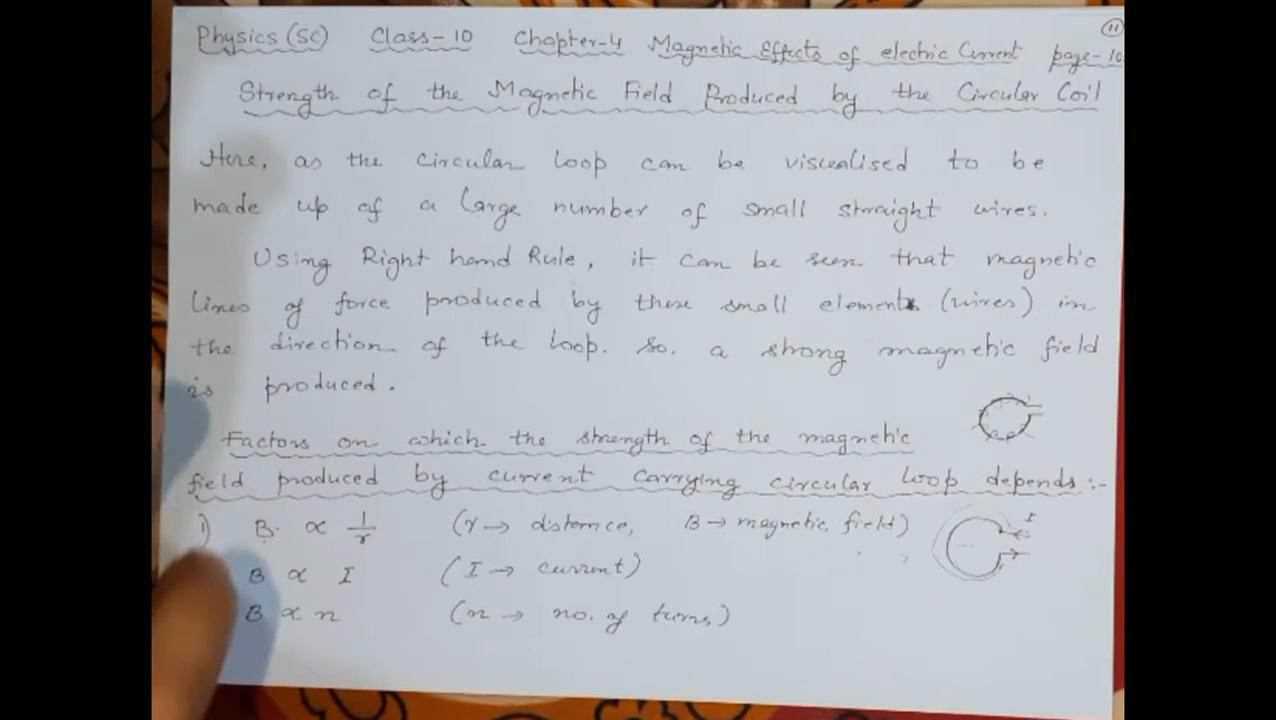 Physics (SC) Class-10 Chapter-4 Magnetic Effects of electric Current page-10
11
Strength of the Magnetic Field Produced by the Circular Coil
Here, as the circular loop can be viscealised to be
made up of a large number of small straight wires.
Using Right hand Rule, it can be seen that magnetic
lines of force produced by these small elements (wires) in
the direction of the loop. So. a strong magnetic field
is produced.
Factors on which the strength of the magnetic
field produced by current carrying circular loop depends :-
1) B ∝ 1/r (r → distance, B → magnetic field)
I
B ∝ I (I → current)
B ∝ n (n → no. of turns)